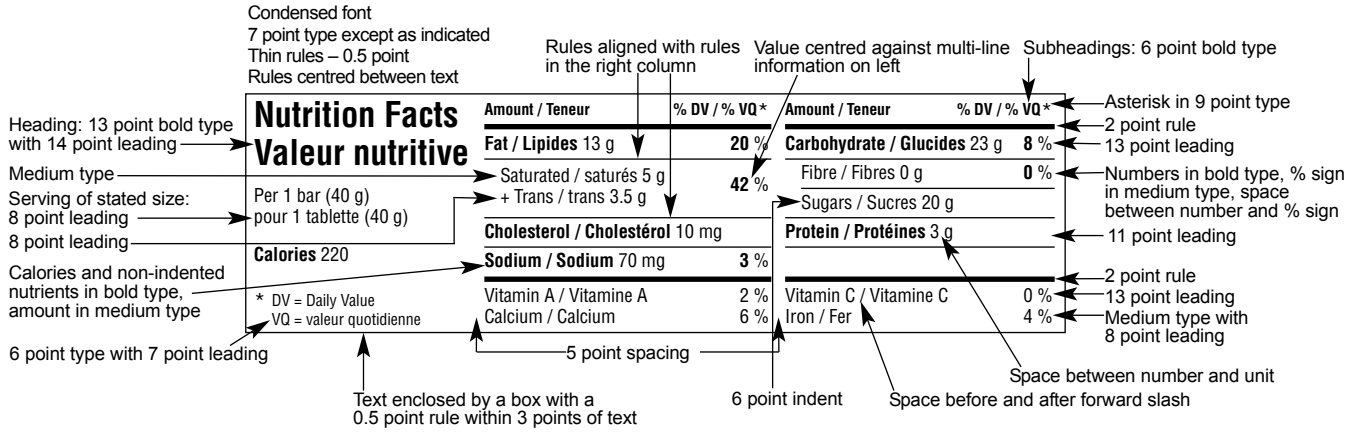 Condensed font
7 point type except as indicated
Thin rules – 0.5 point
Rules centred between text
Rules aligned with rules
in the right column
Value centred against multi-line
information on left
Subheadings: 6 point bold type
Heading: 13 point bold type
with 14 point leading
Medium type
Serving of stated size:
8 point leading
8 point leading
Calories and non-indented
nutrients in bold type,
amount in medium type
6 point type with 7 point leading
Nutrition Facts
Valeur nutritive
Per 1 bar (40 g)
pour 1 tablette (40 g)
Calories 220
* DV = Daily Value
VQ = valeur quotidienne
Amount / Teneur % DV / % VQ*
Fat / Lipides 13 g 20 %
Saturated / saturés 5 g
+ Trans / trans 3.5 g
42 %
Cholesterol / Cholestérol 10 mg
Sodium / Sodium 70 mg 3 %
Vitamin A / Vitamine A 2 %
Calcium / Calcium 6 %
Amount / Teneur % DV / % VQ*
Carbohydrate / Glucides 23 g 8 %
Fibre / Fibres 0 g 0 %
Sugars / Sucres 20 g
Protein / Protéines 3 g
Vitamin C / Vitamine C 0 %
Iron / Fer 4 %
Asterisk in 9 point type
2 point rule
13 point leading
Numbers in bold type, % sign
in medium type, space
between number and % sign
11 point leading
2 point rule
13 point leading
Medium type with
8 point leading
5 point spacing
Space between number and unit
Text enclosed by a box with a
0.5 point rule within 3 points of text
6 point indent
Space before and after forward slash